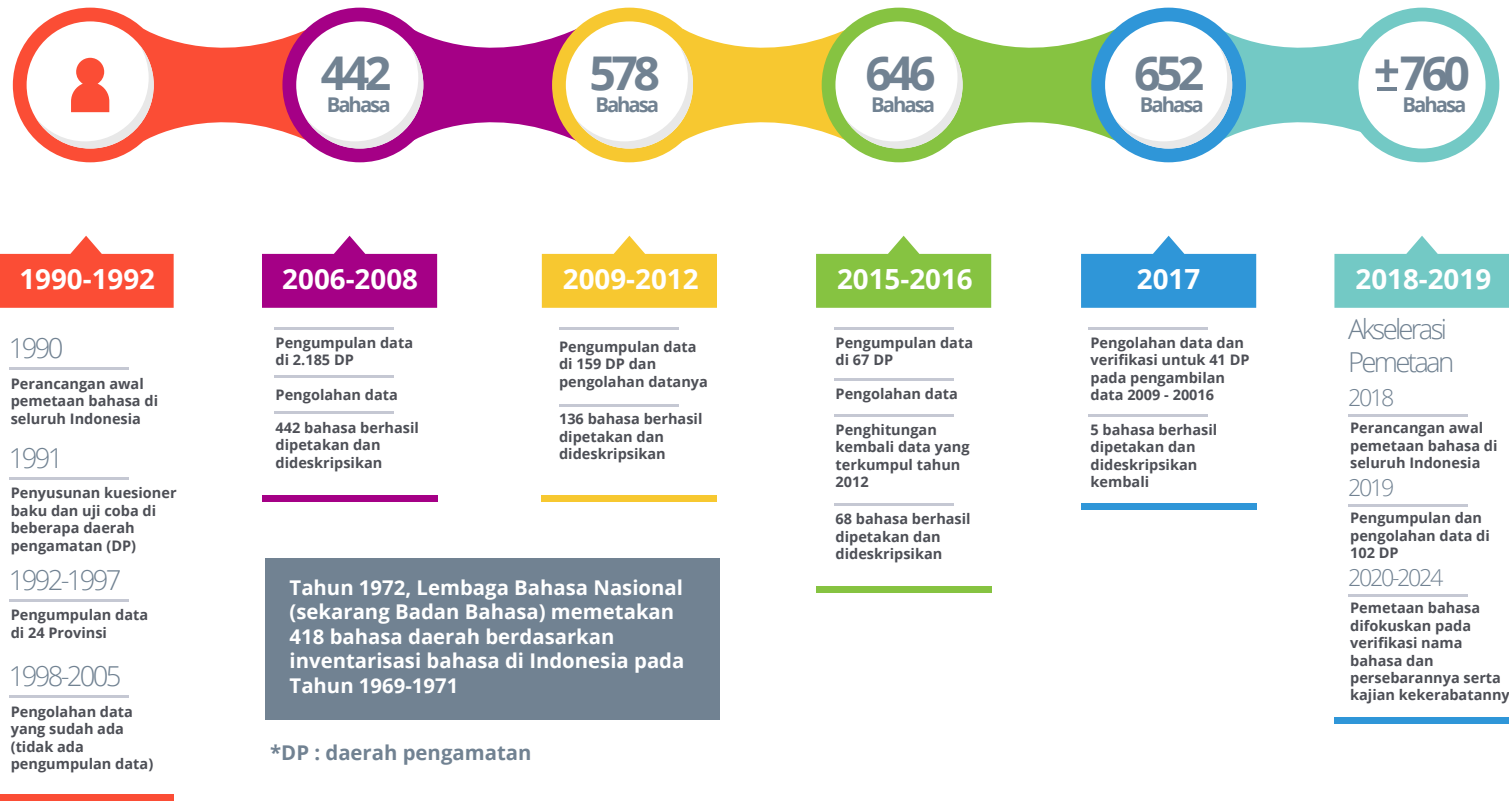 442
Bahasa
578
Bahasa
646
Bahasa
652
Bahasa
±760
Bahasa
1990-1992
1990
Perancangan awal
pemetaan bahasa di
seluruh Indonesia
1991
Penyusunan kuesioner
baku dan uji coba di
beberapa daerah
pengamatan (DP)
1992-1997
Pengumpulan data
di 24 Provinsi
1998-2005
Pengolahan data
yang sudah ada
(tidak ada
pengumpulan data)
2006-2008
Pengumpulan data
di 2.185 DP
Pengolahan data
442 bahasa berhasil
dipetakan dan
dideskripsikan
2009-2012
Pengumpulan data
di 159 DP dan
pengolahan datanya
136 bahasa berhasil
dipetakan dan
dideskripsikan
2015-2016
Pengumpulan data
di 67 DP
Pengolahan data
Penghitungan
kembali data yang
terkumpul tahun
2012
68 bahasa berhasil
dipetakan dan
dideskripsikan
2017
Pengolahan data dan
verifikasi untuk 41 DP
pada pengambilan
data 2009 - 20016
5 bahasa berhasil
dipetakan dan
dideskripsikan
kembali
2018-2019
Akselerasi
Pemetaan
2018
Perancangan awal
pemetaan bahasa di
seluruh Indonesia
2019
Pengumpulan dan
pengolahan data di
102 DP
2020-2024
Pemetaan bahasa
difokuskan pada
verifikasi nama
bahasa dan
persebarannya serta
kajian kekerabatanny
Tahun 1972, Lembaga Bahasa Nasional
(sekarang Badan Bahasa) memetakan
418 bahasa daerah berdasarkan
inventarisasi bahasa di Indonesia pada
Tahun 1969-1971
*DP : daerah pengamatan